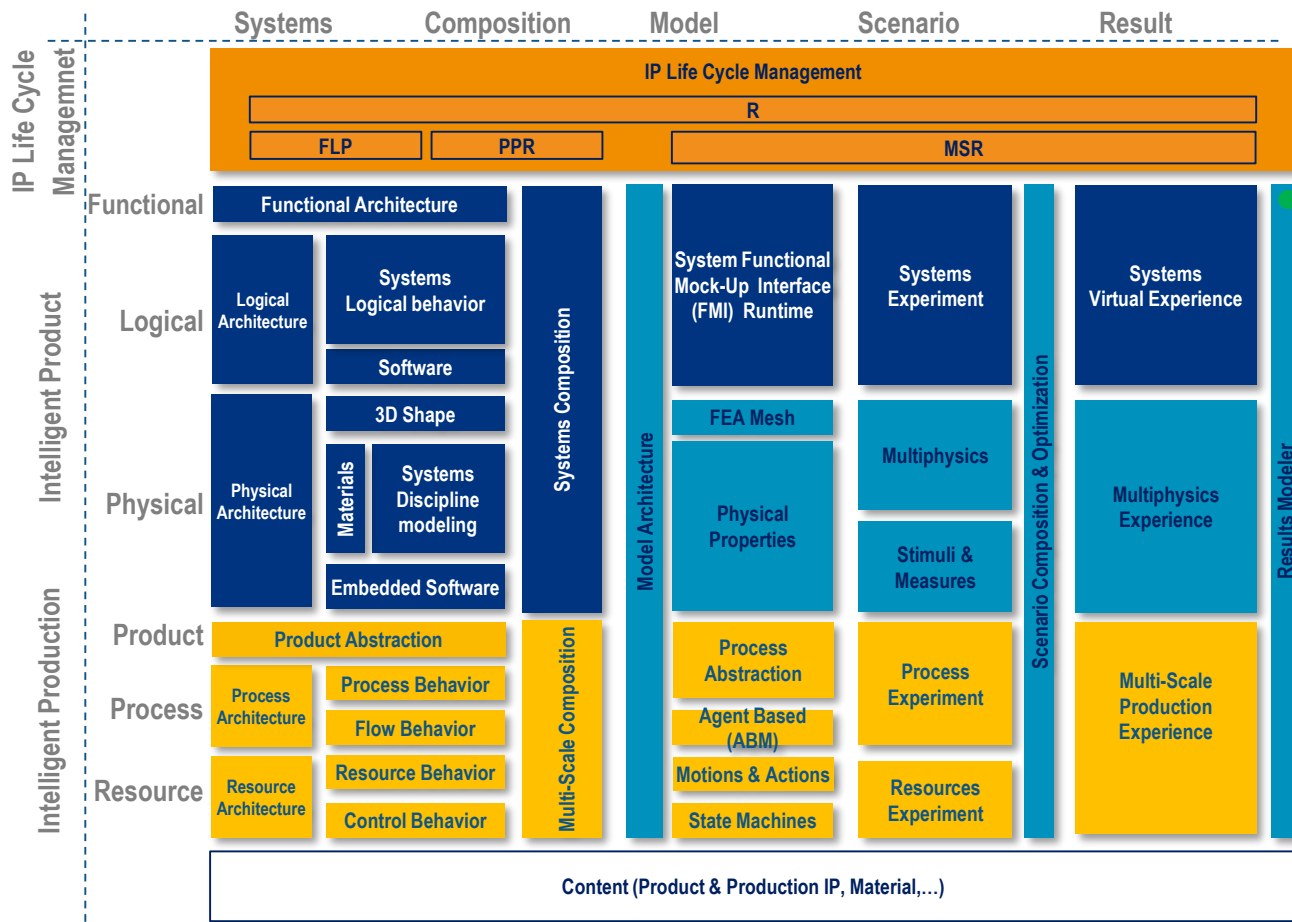 Systems
Composition
Model
Scenario
Result
IP Life Cycle
Managemnet
IP Life Cycle Management
R
FLP
PPR
MSR
Intelligent Product
Functional
Functional Architecture
Logical
Logical
Architecture
Systems
Logical behavior
Software
Physical
Physical
Architecture
3D Shape
Materials
Systems
Discipline
modeling
Embedded Software
Systems Composition
Model Architecture
System Functional
Mock-Up Interface
(FMI) Runtime
FEA Mesh
Physical
Properties
Systems
Experiment
Multiphysics
Stimuli &
Measures
Scenario Composition & Optimization
Systems
Virtual Experience
Multiphysics
Experience
Results Modeler
Intelligent Production
Product
Product Abstraction
Process
Process
Architecture
Process Behavior
Flow Behavior
Resource
Resource
Architecture
Resource Behavior
Control Behavior
Multi-Scale Composition
Process
Abstraction
Agent Based
(ABM)
Motions & Actions
State Machines
Process
Experiment
Resources
Experiment
Multi-Scale
Production
Experience
Content (Product & Production IP, Material,…)